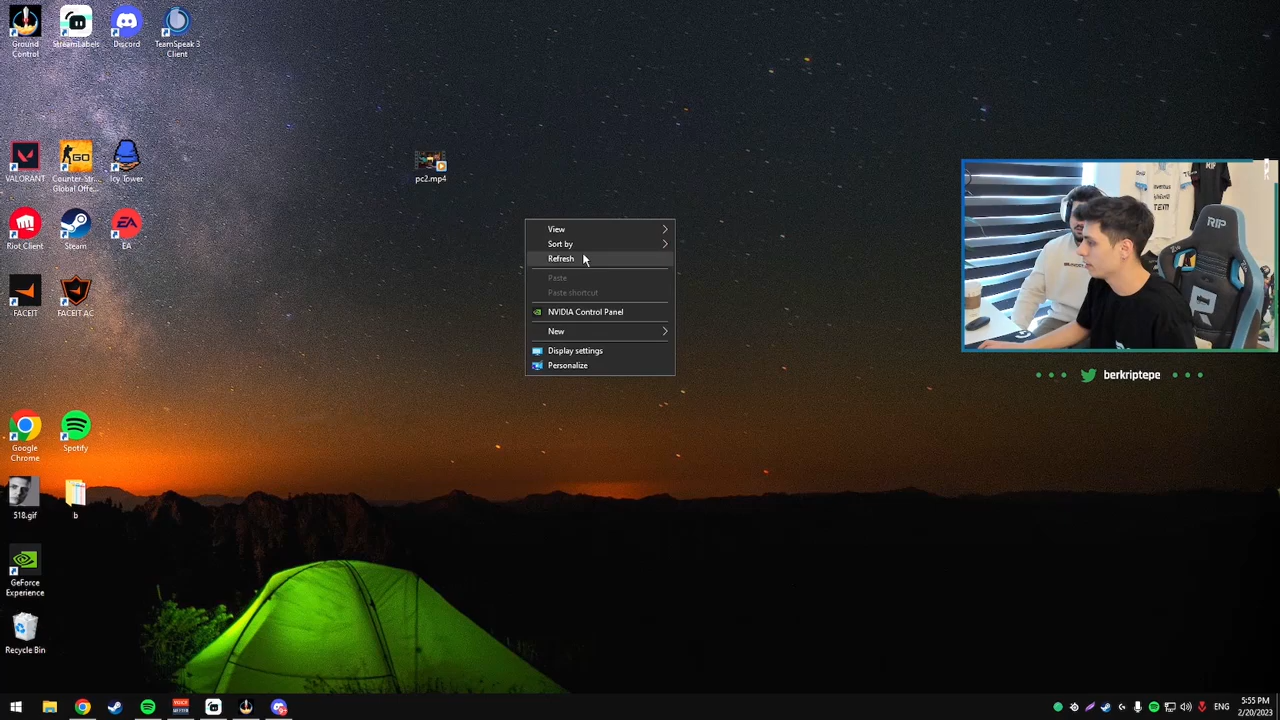 Ground
Control
StreamLabels
Discord
TeamSpeak 3
Client
VALORANT
Counter-Str...
Global Offe...
Icy Tower
Riot Client
Steam
EA
FACEIT
FACEIT AC
Google
Chrome
Spotify
518.gif
b
GeForce
Experience
Recycle Bin
pc2.mp4
View
Sort by
Refresh
Paste
Paste shortcut
NVIDIA Control Panel
New
Display settings
Personalize
RIP
berkriptepe
VOICE
ENG
5:55 PM
2/20/2023